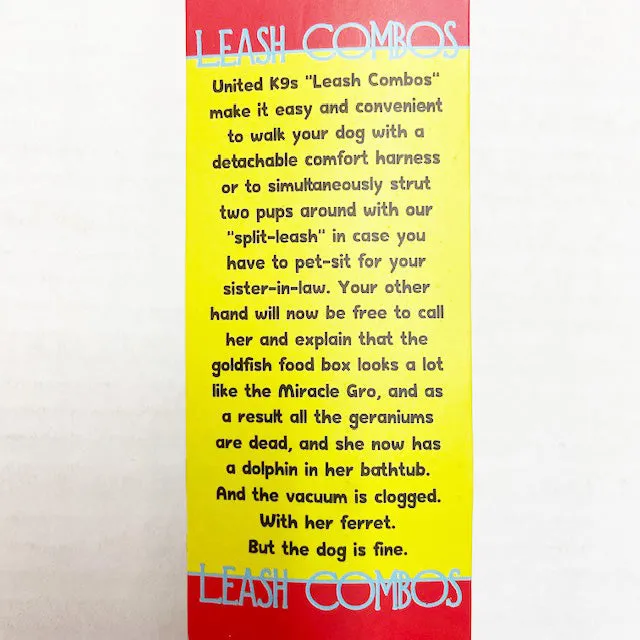 LEASH COMBOS
United K9s "Leash Combos"
make it easy and convenient
to walk your dog with a
detachable comfort harness
or to simultaneously strut
two pups around with our
"split-leash" in case you
have to pet-sit for your
sister-in-law. Your other
hand will now be free to call
her and explain that the
goldfish food box looks a lot
like the Miracle Gro, and as
a result all the geraniums
are dead, and she now has
a dolphin in her bathtub.
And the vacuum is clogged.
With her ferret.
But the dog is fine.
LEASH COMBOS